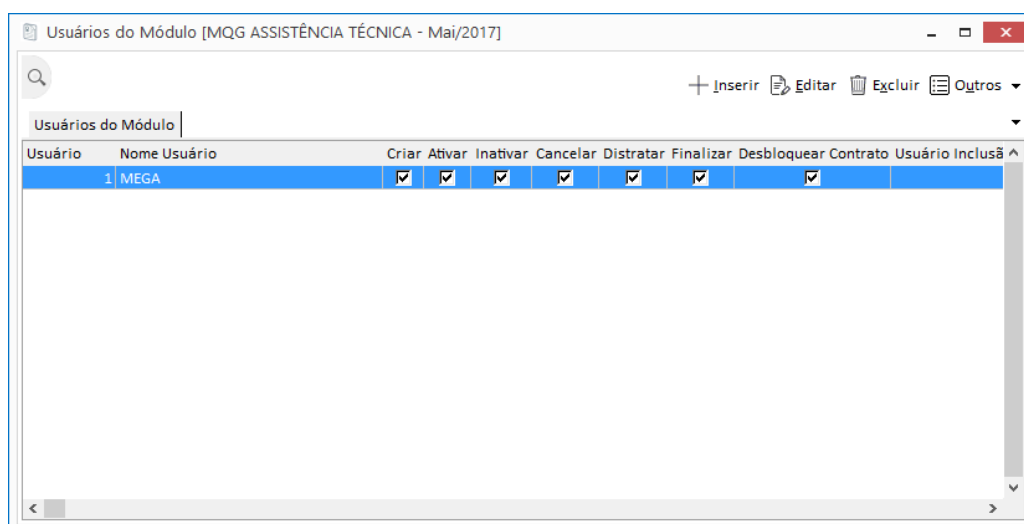 Usuários do Módulo [MQG ASSISTÊNCIA TÉCNICA - Mai/2017]
Inserir Editar Excluir Outros
Usuários do Módulo
Usuário Nome Usuário Criar Ativar Inativar Cancelar Distratar Finalizar Desbloquear Contrato Usuário Inclusã
1 MEGA